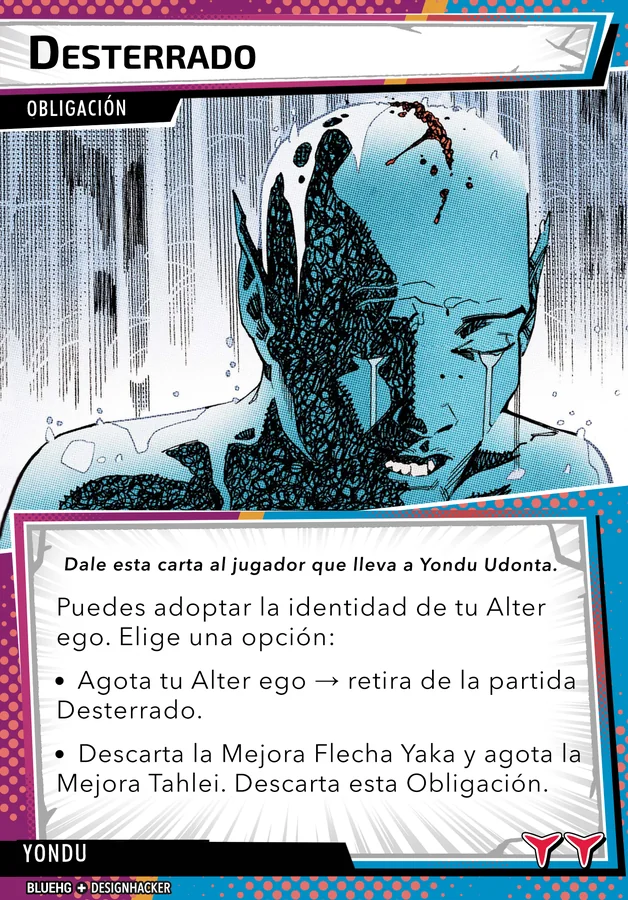 DESTERRADO
OBLIGACIÓN
Dale esta carta al jugador que lleva a Yondu Udonta.
Puedes adoptar la identidad de tu Alter
ego. Elige una opción:
• Agota tu Alter ego → retira de la partida
Desterrado.
• Descarta la Mejora Flecha Yaka y agota la
Mejora Tahlei. Descarta esta Obligación.
YONDU
BLUEHG + DESIGNHACKER